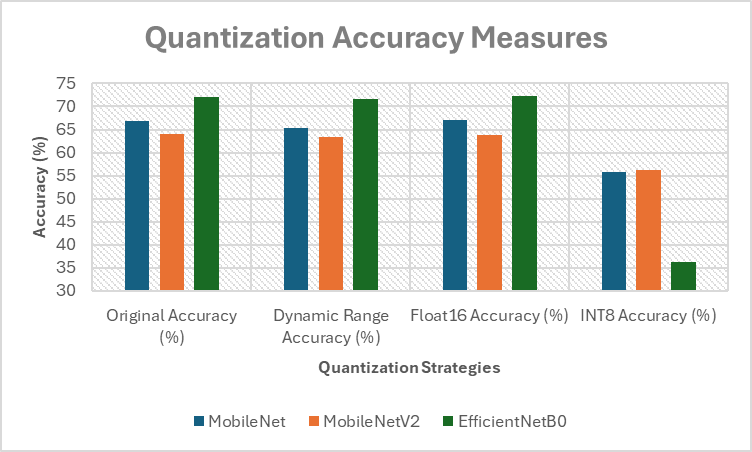 Quantization Accuracy Measures
75
70
65
60
55
50
45
40
35
30
Accuracy (%)
Original Accuracy
(%)
Dynamic Range
Accuracy (%)
Float16 Accuracy (%)
INT8 Accuracy (%)
Quantization Strategies
MobileNet
MobileNetV2
EfficientNetB0